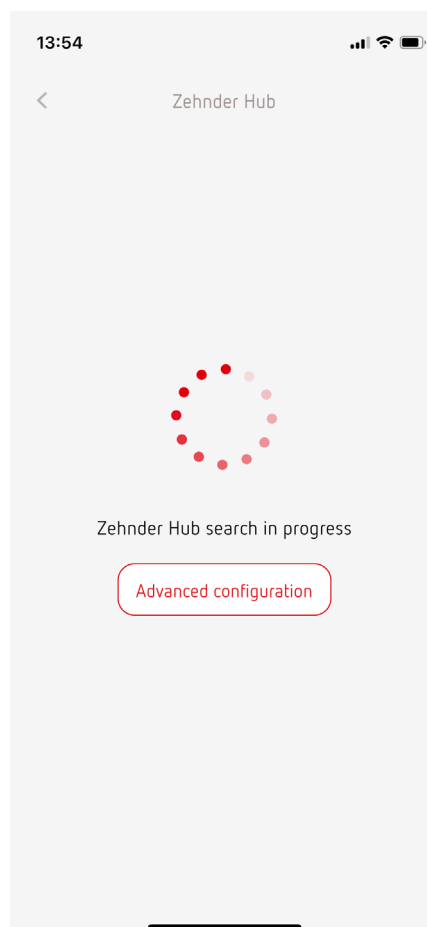 13:54
Zehnder Hub
Zehnder Hub search in progress
Advanced configuration